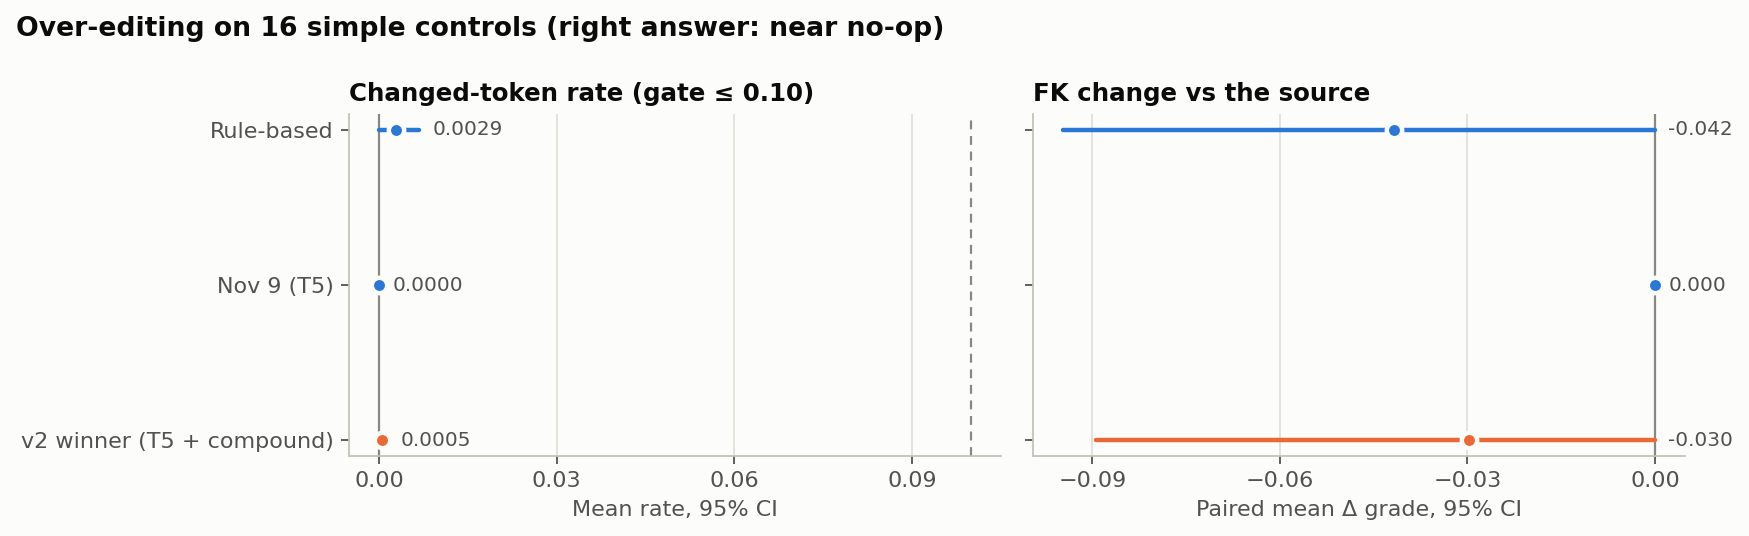 Over-editing on 16 simple controls (right answer: near no-op)
Changed-token rate (gate ≤ 0.10)
FK change vs the source
Rule-based
0.0029
-0.042
Nov 9 (T5)
0.0000
0.000
v2 winner (T5 + compound)
0.0005
-0.030
0.00 0.03 0.06 0.09
−0.09 −0.06 −0.03 0.00
Mean rate, 95% CI
Paired mean Δ grade, 95% CI